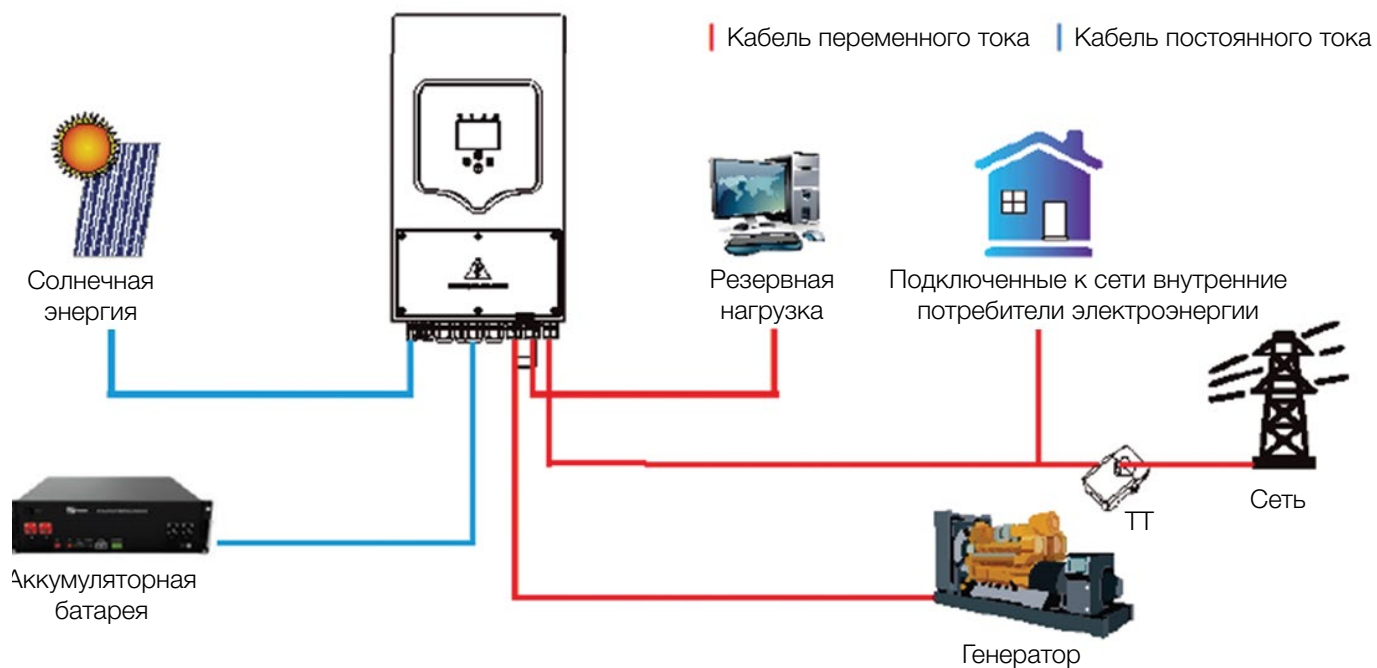 Кабель переменного тока
Кабель постоянного тока
Солнечная
энергия
Резервная
нагрузка
Подключенные к сети внутренние
потребители электроэнергии
Сеть
ТТ
Аккумуляторная
батарея
Генератор